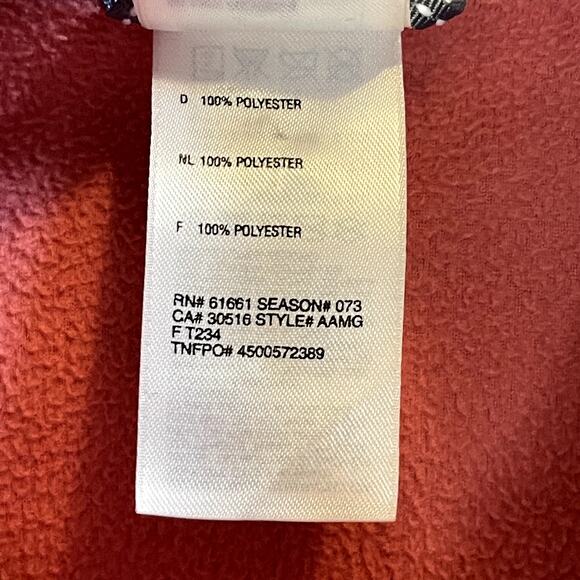 D 100% POLYESTER
NL 100% POLYESTER
F 100% POLYESTER
RN# 61661 SEASON# 073
CA# 30516 STYLE# AAMG
F T234
TNFPO# 4500572389